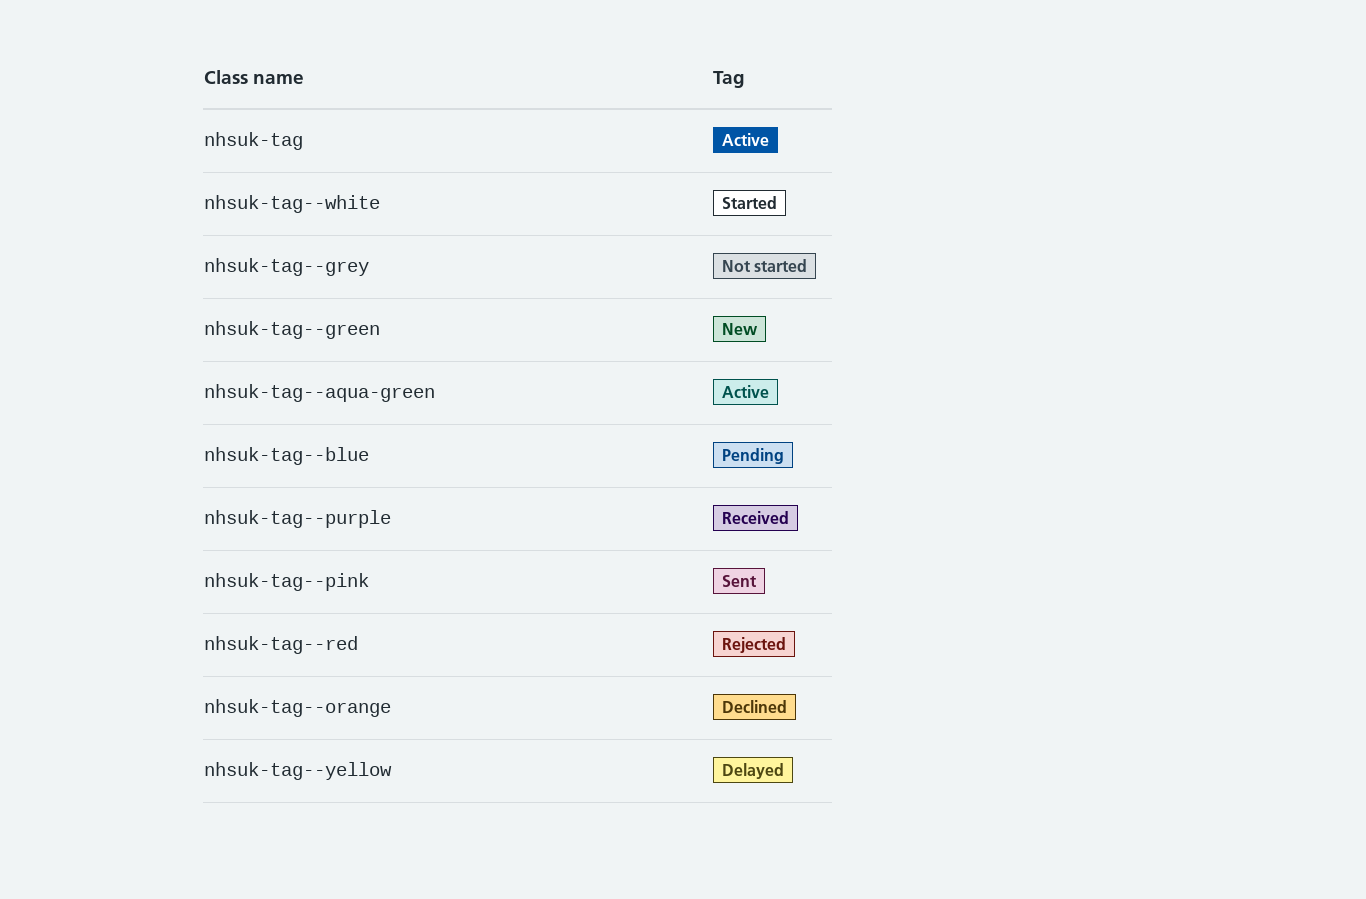 Class name Tag
nhsuk-tag Active
nhsuk-tag--white Started
nhsuk-tag--grey Not started
nhsuk-tag--green New
nhsuk-tag--aqua-green Active
nhsuk-tag--blue Pending
nhsuk-tag--purple Received
nhsuk-tag--pink Sent
nhsuk-tag--red Rejected
nhsuk-tag--orange Declined
nhsuk-tag--yellow Delayed